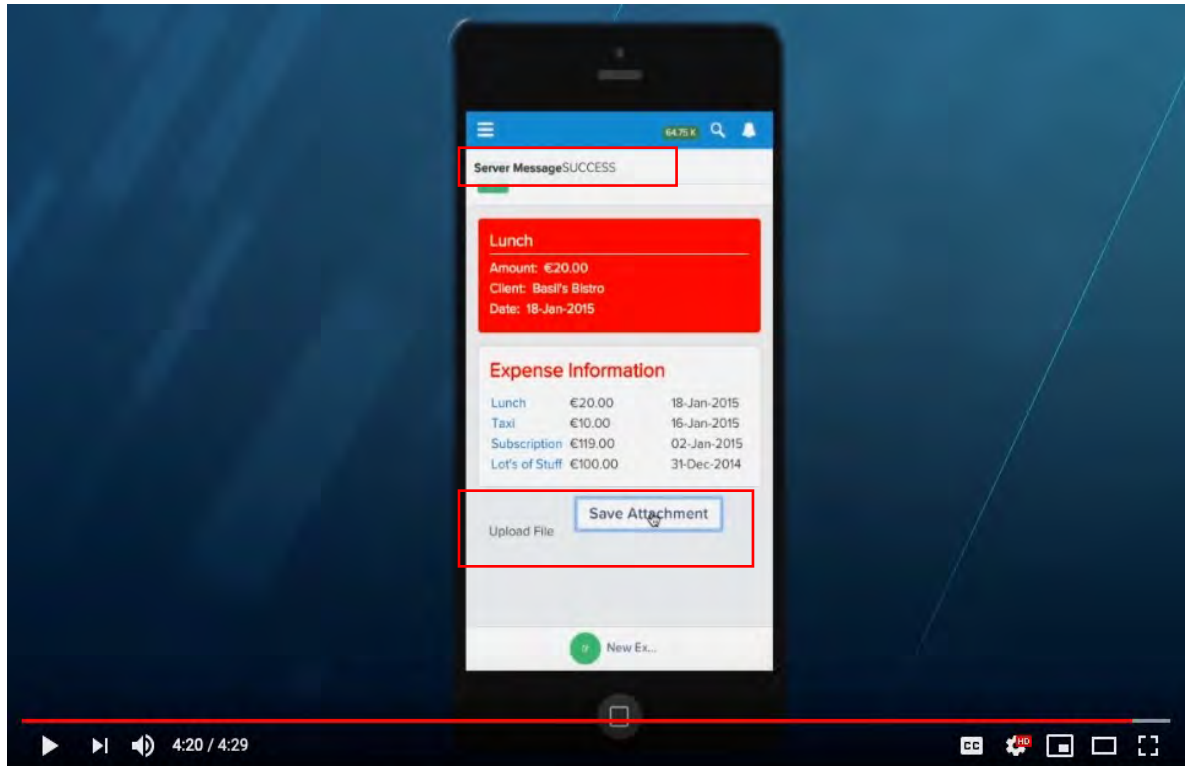 64.75 K
Server MessageSUCCESS
Lunch
Amount: €20.00
Client: Basil's Bistro
Date: 18-Jan-2015
Expense Information
Lunch €20.00 18-Jan-2015
Taxi €10.00 16-Jan-2015
Subscription €119.00 02-Jan-2015
Lot's of Stuff €100.00 31-Dec-2014
Save Attachment
Upload File
New Ex...
4:20 / 4:29
CC HD